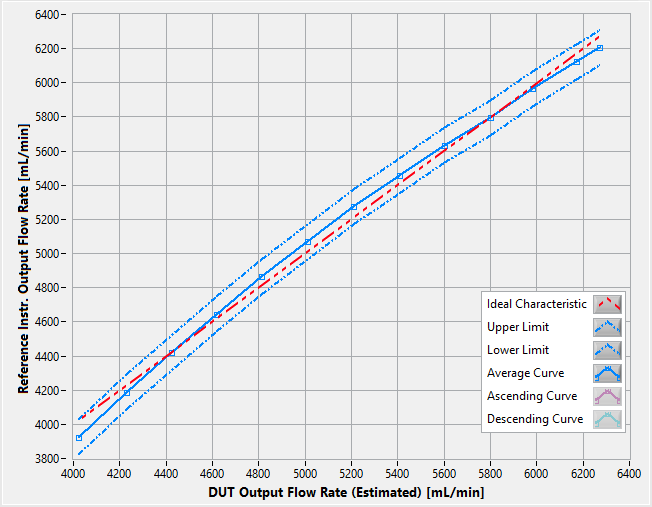 6400
6200
6000
5800
5600
5400
5200
5000
4800
4600
4400
4200
4000
3800
Reference Instr. Output Flow Rate [mL/min]
Ideal Characteristic
Upper Limit
Lower Limit
Average Curve
Ascending Curve
Descending Curve
4000 4200 4400 4600 4800 5000 5200 5400 5600 5800 6000 6200 6400
DUT Output Flow Rate (Estimated) [mL/min]